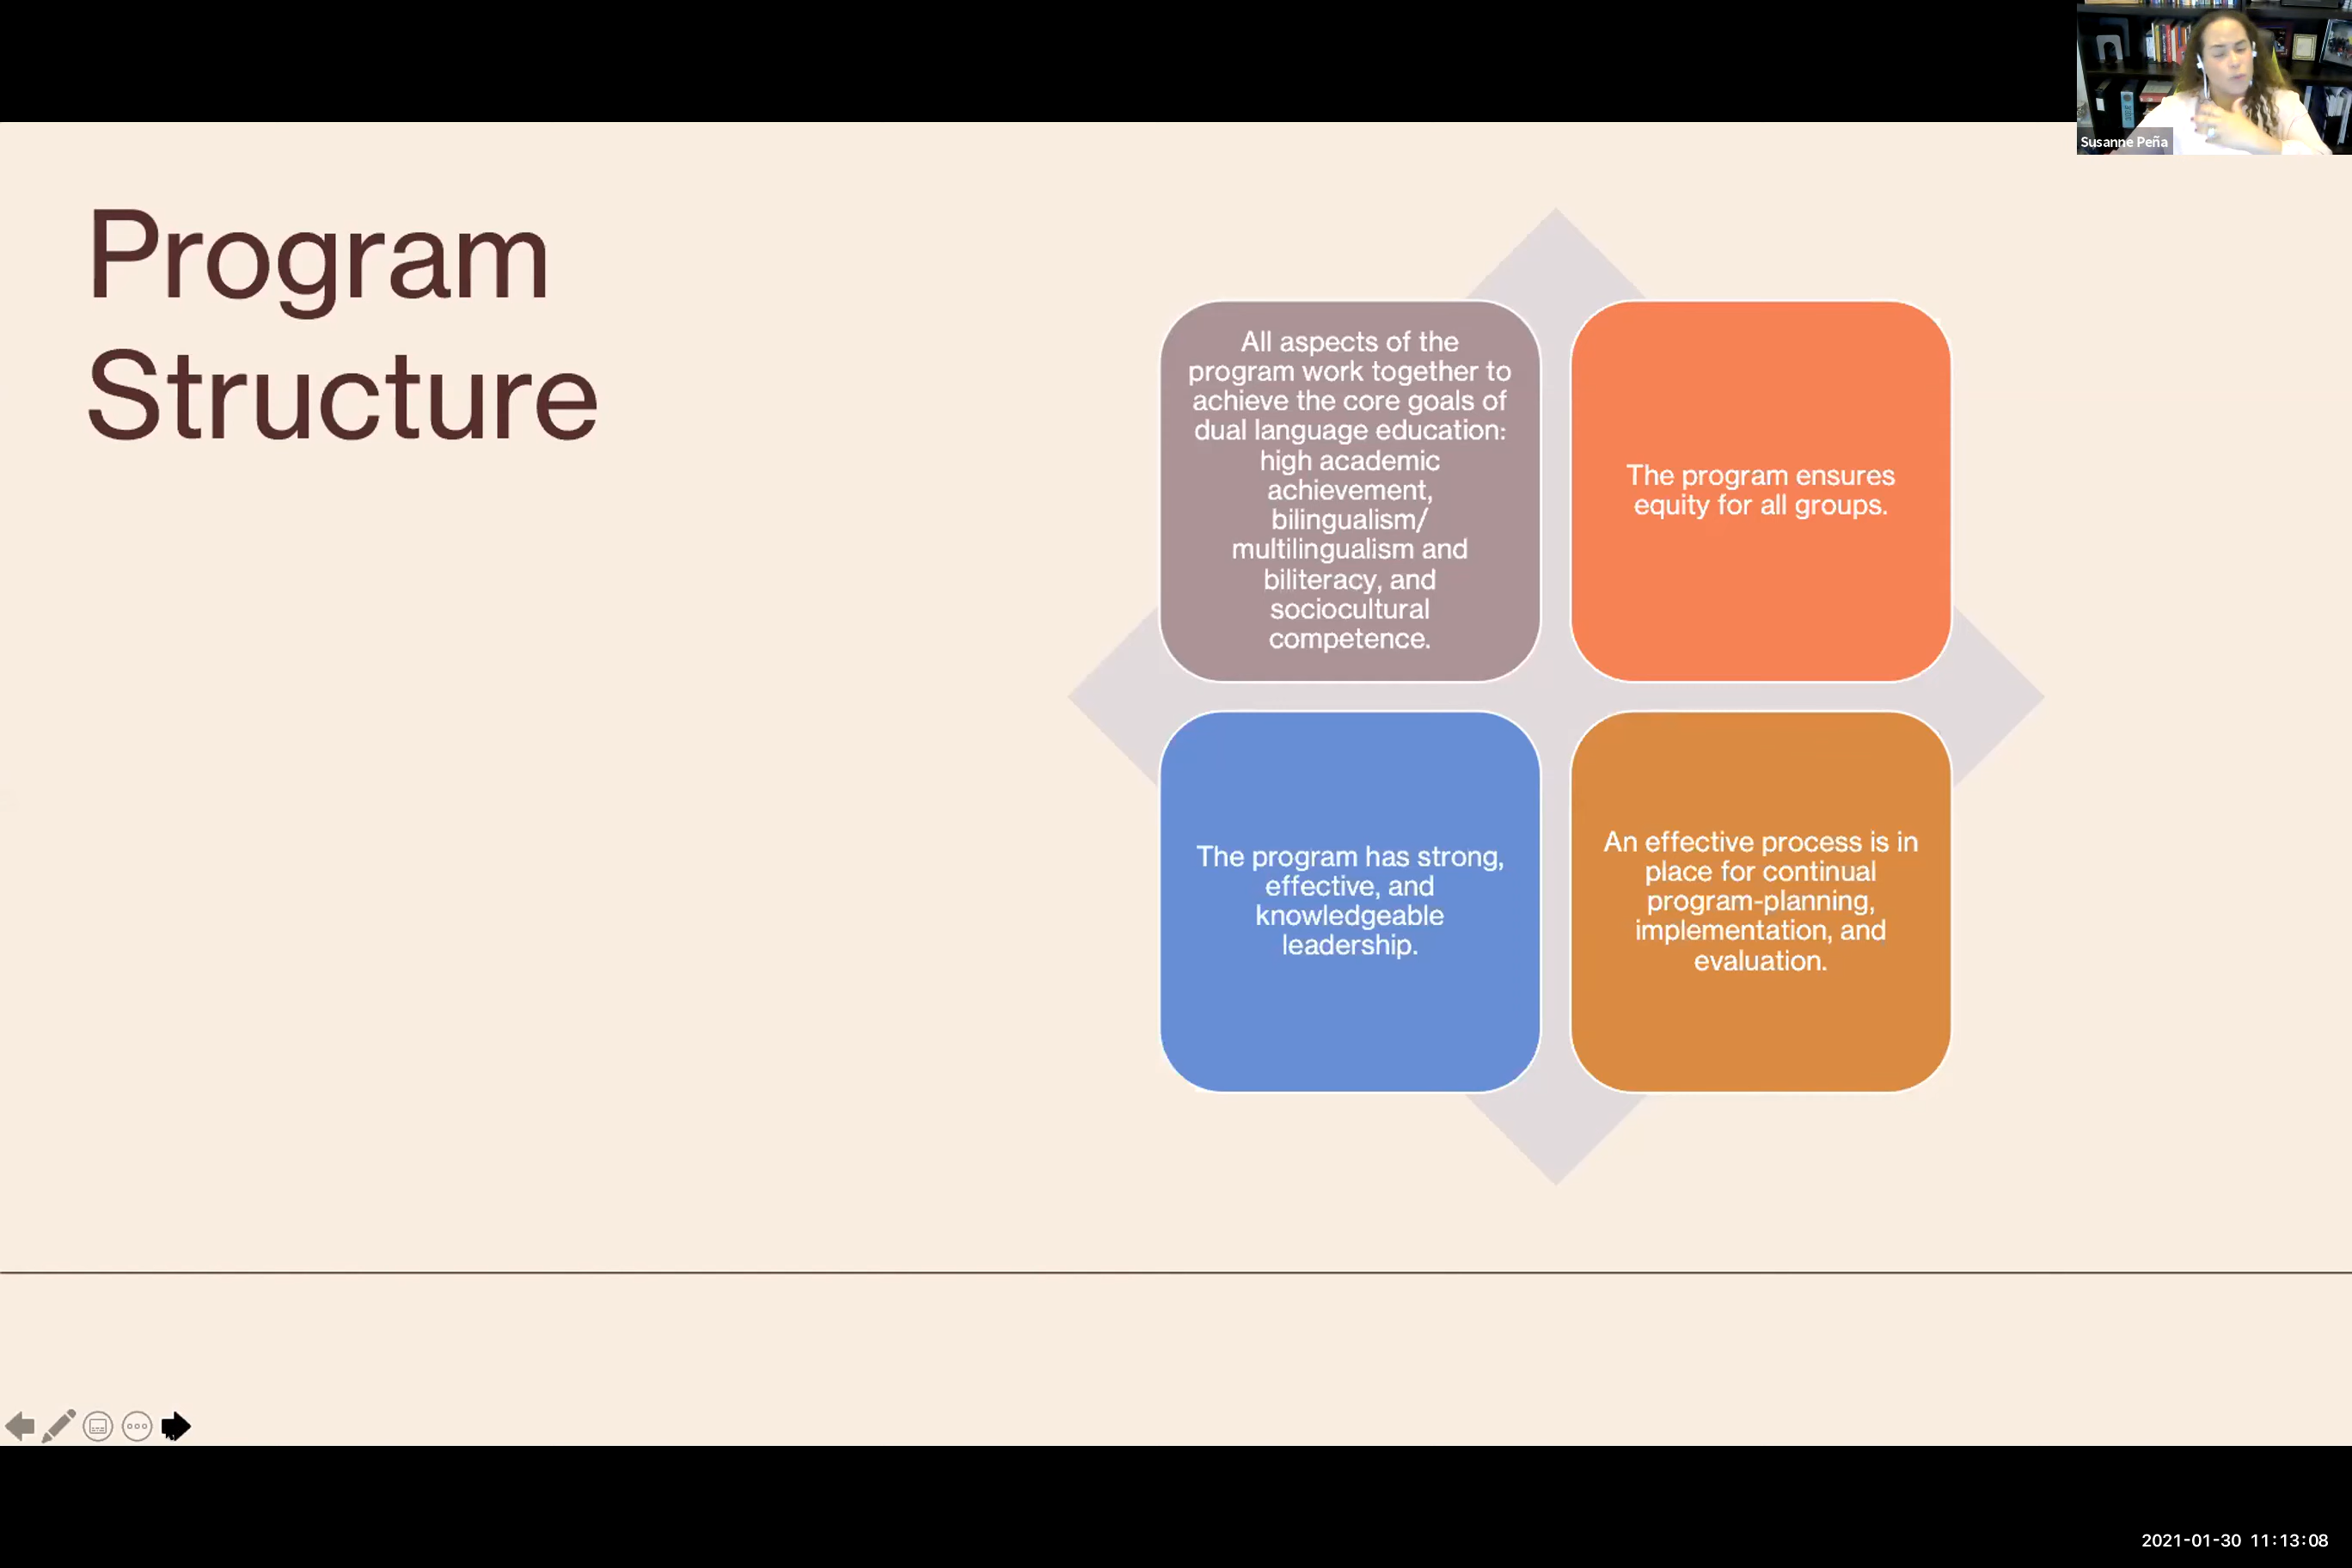 Susanne Peña
Program
Structure
All aspects of the
program work together to
achieve the core goals of
dual language education:
high academic
achievement,
bilingualism/
multilingualism and
biliteracy, and
sociocultural
competence.
The program ensures
equity for all groups.
The program has strong,
effective, and
knowledgeable
leadership.
An effective process is in
place for continual
program-planning,
implementation, and
evaluation.
2021-01-30 11:13:08